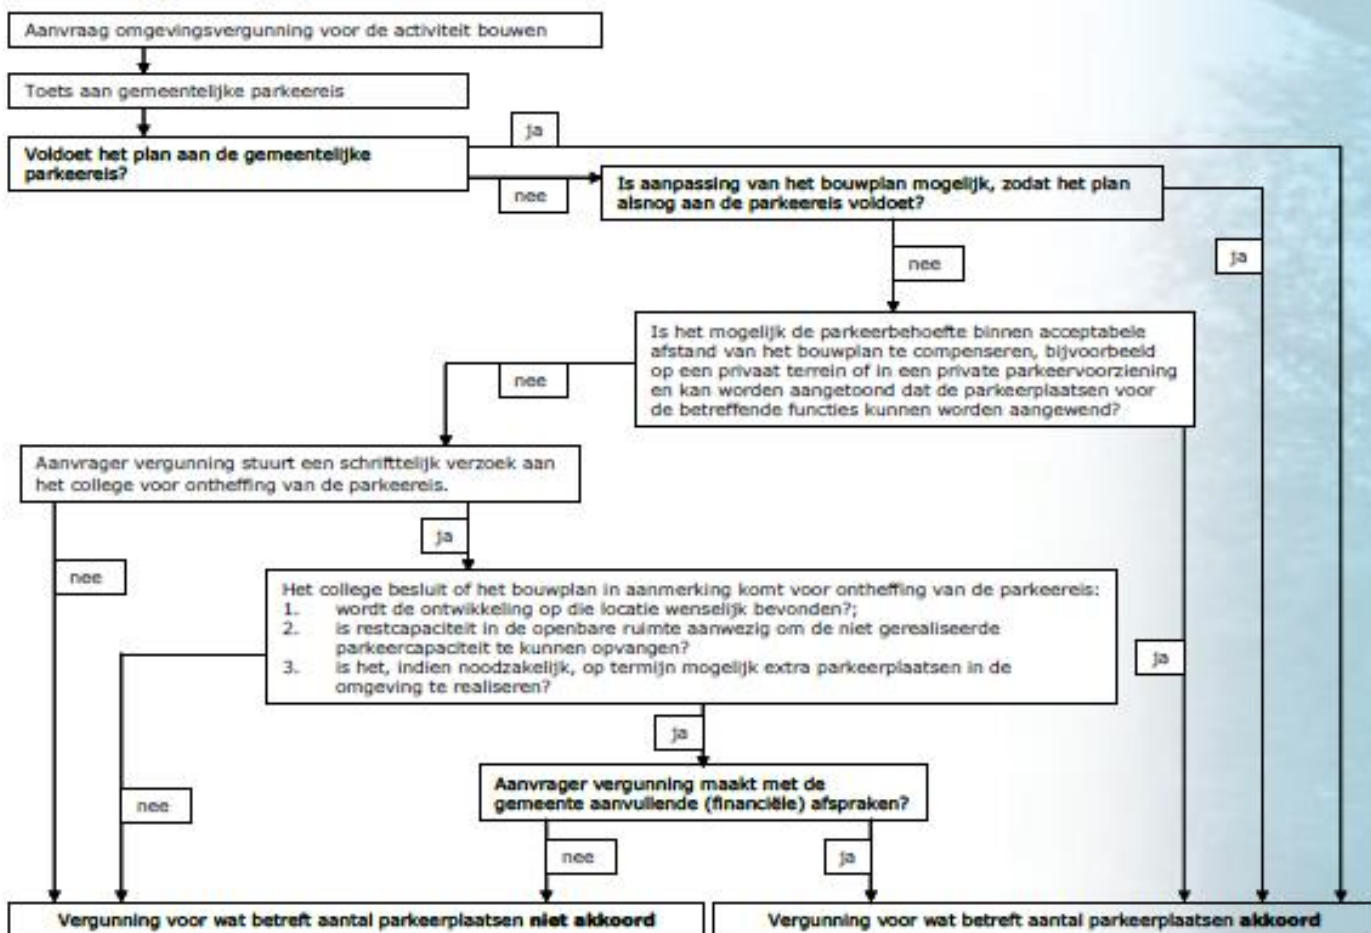 Aanvraag omgevingsvergunning voor de activiteit bouwen
Toets aan gemeentelijke parkeereis
ja
Voldoet het plan aan de gemeentelijke
parkeereis?
nee
Is aanpassing van het bouwplan mogelijk, zodat het plan
alsnog aan de parkeereis voldoet?
ja
nee
Is het mogelijk de parkeerbehoefte binnen acceptabele
afstand van het bouwplan te compenseren, bijvoorbeeld
op een privaat terrein of in een private parkeervoorziening
en kan worden aangetoond dat de parkeerplaatsen voor
de betreffende functies kunnen worden aangewend?
nee
Aanvrager vergunning stuurt een schrifttelijk verzoek aan
het college voor ontheffing van de parkeereis.
ja
nee
Het college besluit of het bouwplan in aanmerking komt voor ontheffing van de parkeereis:
1. wordt de ontwikkeling op die locatie wenselijk bevonden?;
2. is restcapaciteit in de openbare ruimte aanwezig om de niet gerealiseerde
parkeercapaciteit te kunnen opvangen?
3. is het, indien noodzakelijk, op termijn mogelijk extra parkeerplaatsen in de
omgeving te realiseren?
ja
ja
Aanvrager vergunning maakt met de
gemeente aanvullende (financiële) afspraken?
nee
nee
ja
Vergunning voor wat betreft aantal parkeerplaatsen niet akkoord
Vergunning voor wat betreft aantal parkeerplaatsen akkoord